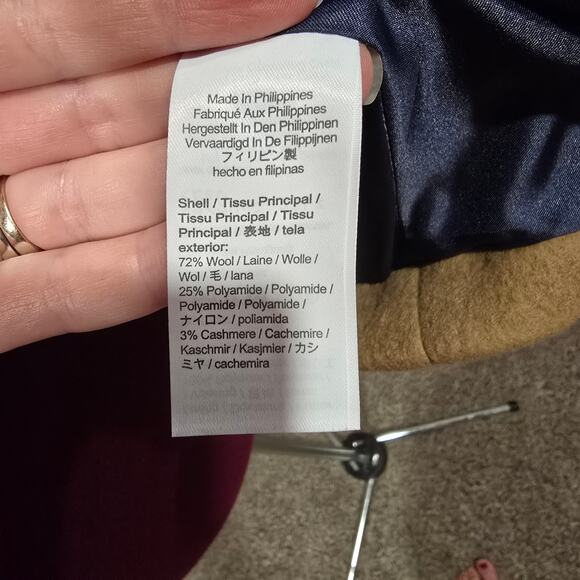 Made In Philippines
Fabriqué Aux Philippines
Hergestellt In Den Philippinen
Vervaardigd In De Filippijnen
フィリピン製
hecho en filipinas
Shell / Tissu Principal /
Tissu Principal / Tissu
Principal / 表地 / tela
exterior:
72% Wool / Laine / Wolle /
Wol / 毛 / lana
25% Polyamide / Polyamide /
Polyamide / Polyamide /
ナイロン / poliamida
3% Cashmere / Cachemire /
Kaschmir / Kasjmier / カシ
ミヤ / cachemira